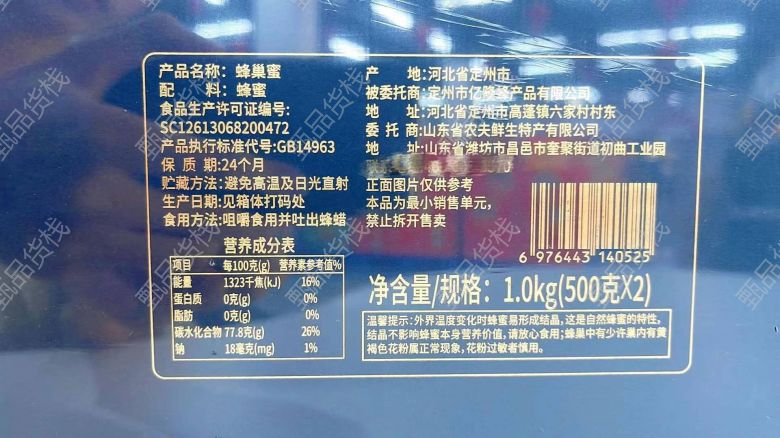 产品名称：蜂巢蜜
配料：蜂蜜
食品生产许可证编号：
SC12613068200472
产品执行标准代号:GB14963
保质期:24个月
贮藏方法:避免高温及日光直射
生产日期:见箱体打码处
食用方法:咀嚼食用并吐出蜂蜡
产地:河北省定州市
被委托商:定州市亿隆蜂产品有限公司
地址:河北省定州市高蓬镇六家村村东
委托商:山东省农夫鲜生特产有限公司
地址:山东省潍坊市昌邑市奎聚街道初曲工业园
正面图片仅供参考
本品为最小销售单元，
禁止拆开售卖
6 976443 140525
营养成分表
项目 每100克(g) 营养素参考值%
能量 1323千焦(kJ) 16%
蛋白质 0克(g) 0%
脂肪 0克(g) 0%
碳水化合物 77.8克(g) 26%
钠 18毫克(mg) 1%
净含量/规格：1.0kg(500克X2)
温馨提示:外界温度变化时蜂蜜易形成结晶,这是自然蜂蜜的特性,
结晶不影响蜂蜜本身营养价值,请放心食用;蜂巢中有少许巢内有黄
褐色花粉属正常现象,花粉过敏者慎用。
甄品货栈